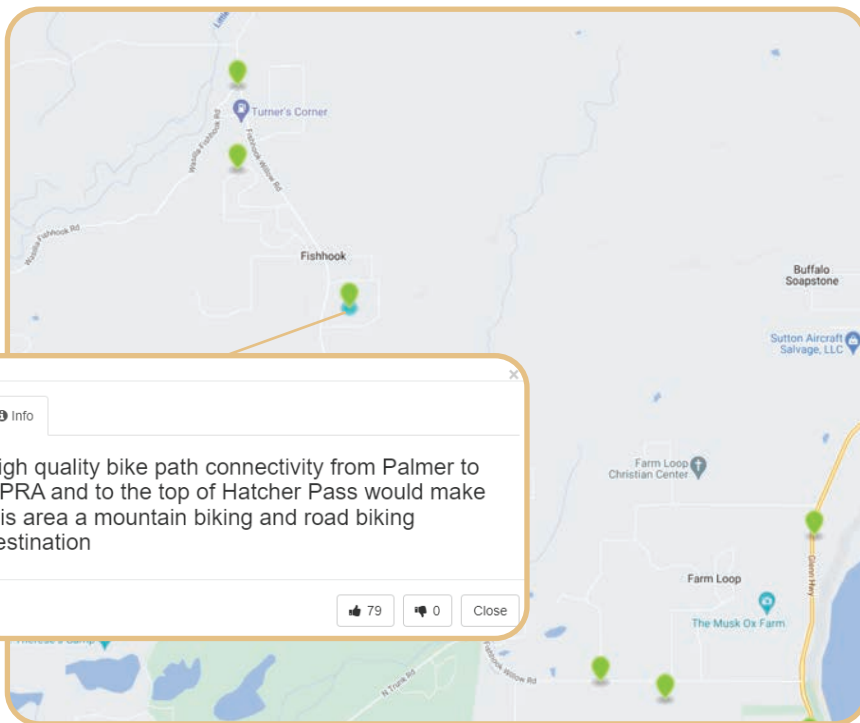 Little
Turner's Corner
Wasilla-Fishhook Rd
Fishhook-Willow Rd
Wasilla-Fishhook Rd
Fishhook
Buffalo
Soapstone
Sutton Aircraft
Salvage, LLC
×
Info
igh quality bike path connectivity from Palmer to
PRA and to the top of Hatcher Pass would make
is area a mountain biking and road biking
estination
79
0
Close
Farm Loop
Christian Center
Glenn Hwy
Farm Loop
The Musk Ox Farm
N Trunk Rd
Fishhook Willow Rd